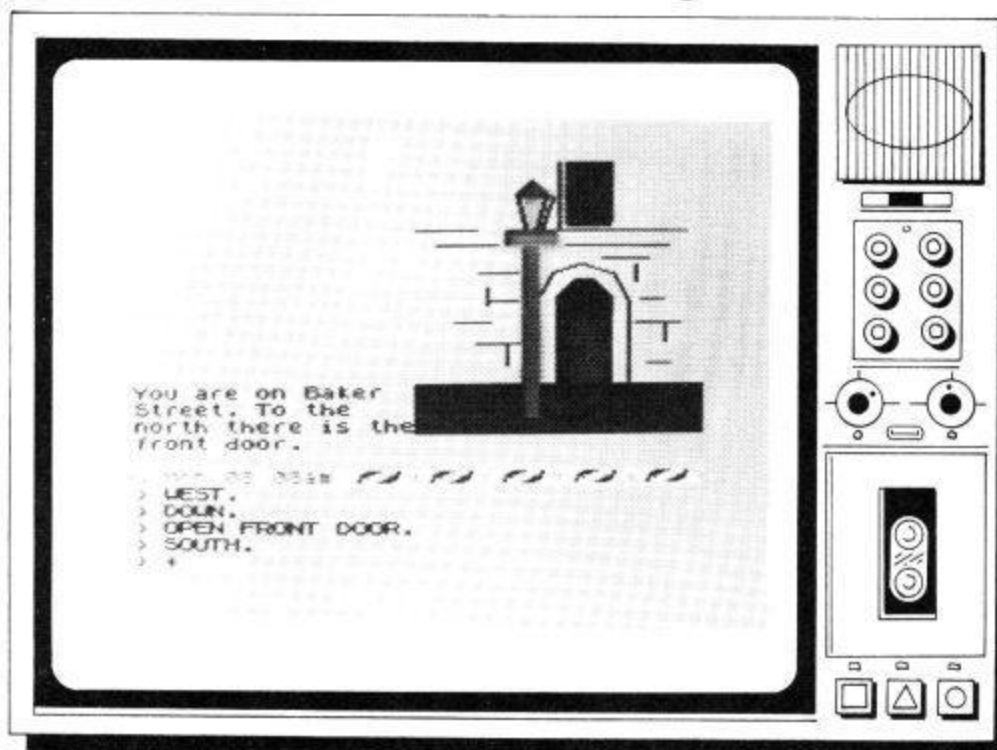 You are on Baker
Street. To the
north there is the
front door.
> WEST.
> DOWN.
> OPEN FRONT DOOR.
> SOUTH.
> +